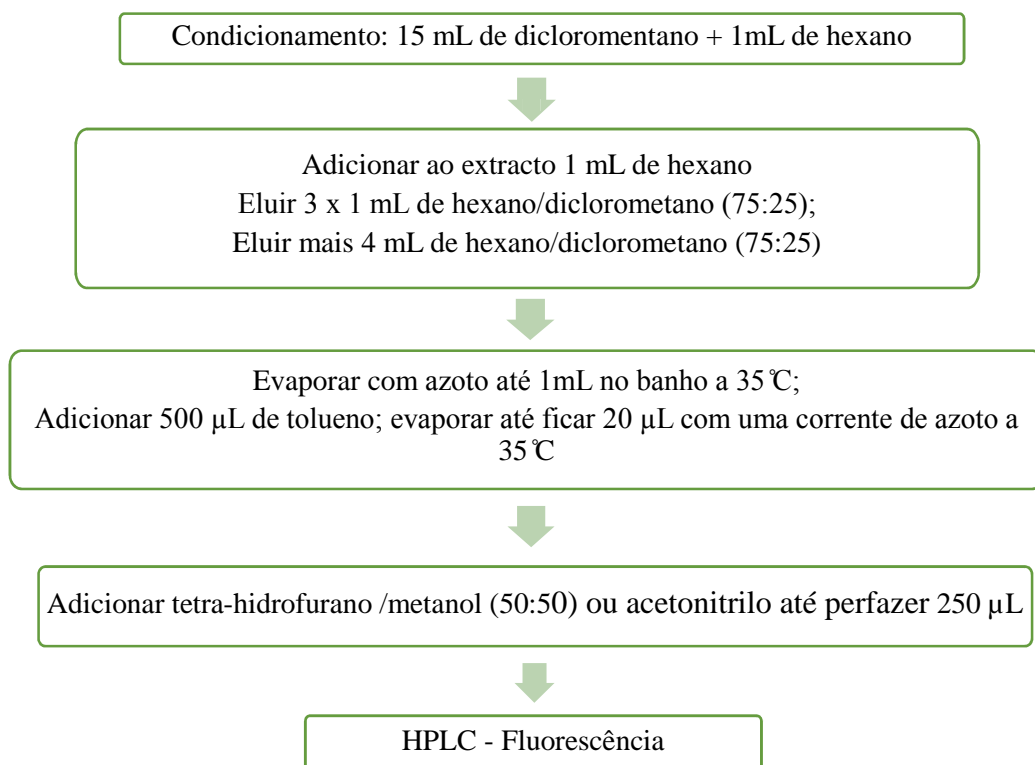 Condicionamento: 15 mL de dicloromentano + 1mL de hexano
Adicionar ao extracto 1 mL de hexano
Eluir 3 x 1 mL de hexano/diclorometano (75:25);
Eluir mais 4 mL de hexano/diclorometano (75:25)
Evaporar com azoto até 1mL no banho a 35℃;
Adicionar 500 µL de tolueno; evaporar até ficar 20 µL com uma corrente de azoto a
35℃
Adicionar tetra-hidrofurano /metanol (50:50) ou acetonitrilo até perfazer 250 µL
HPLC - Fluorescência